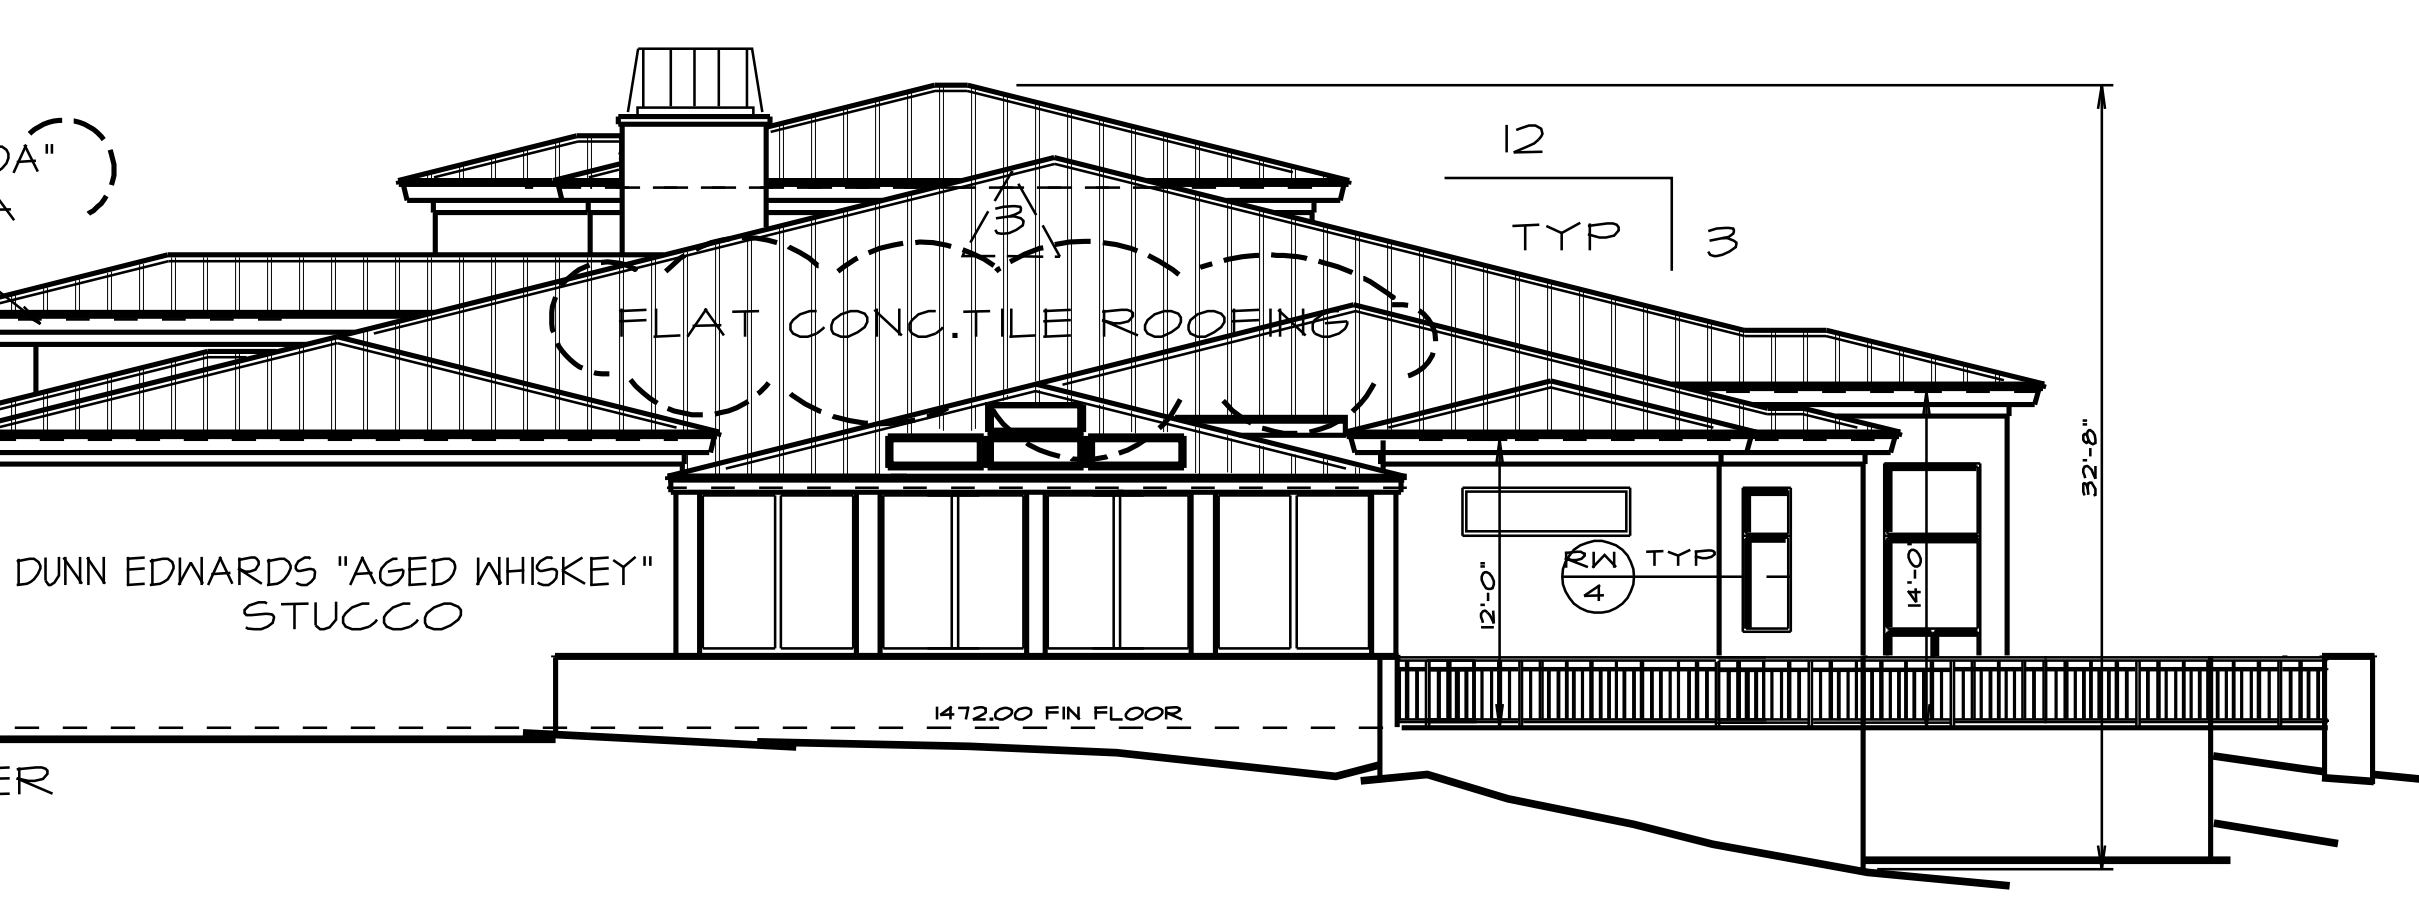 12
DA"
3
TYP
3
FLAT CONC. TILE ROOFING
32'-8"
DUNN EDWARDS "AGED WHISKEY"
STUCCO
RW TYP
4
12'-0"
14'-0"
1472.00 FIN FLOOR
ER